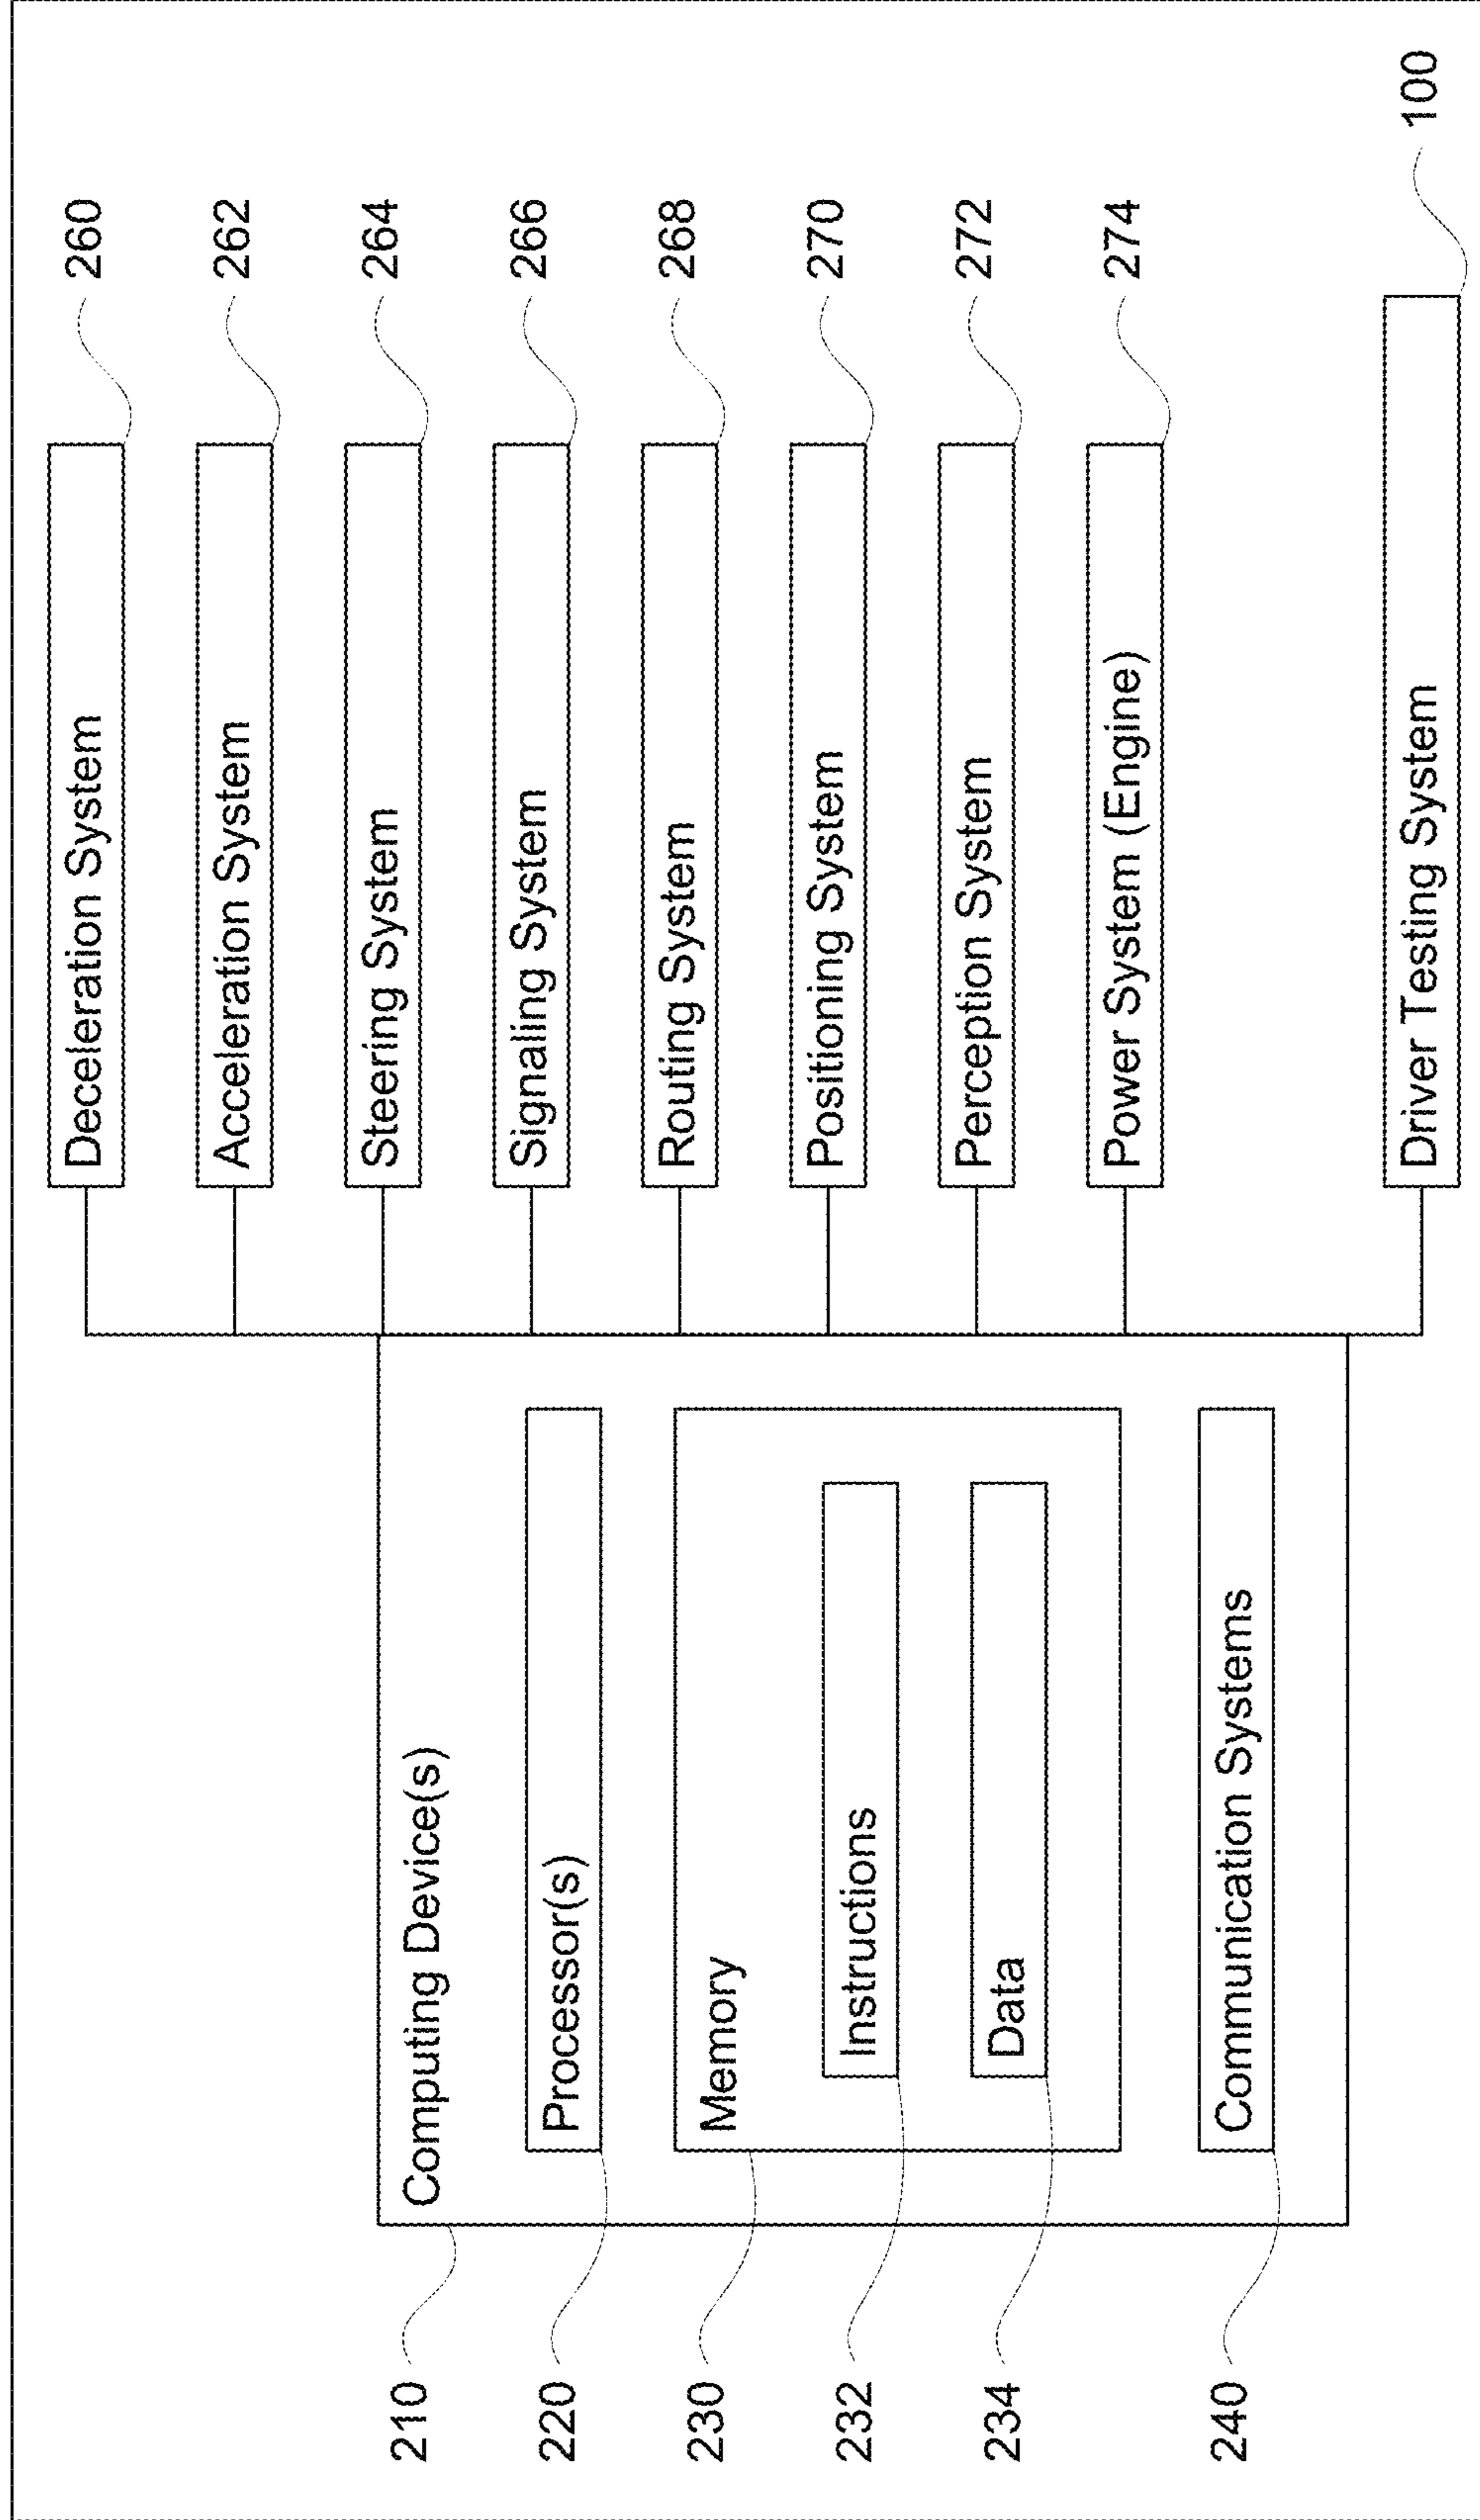 Computing Device(s)
210
Processor(s)
220
Memory
230
Instructions
232
Data
234
Communication Systems
240
Deceleration System
260
Acceleration System
262
Steering System
264
Signaling System
266
Routing System
268
Positioning System
270
Perception System
272
Power System (Engine)
274
Driver Testing System
100